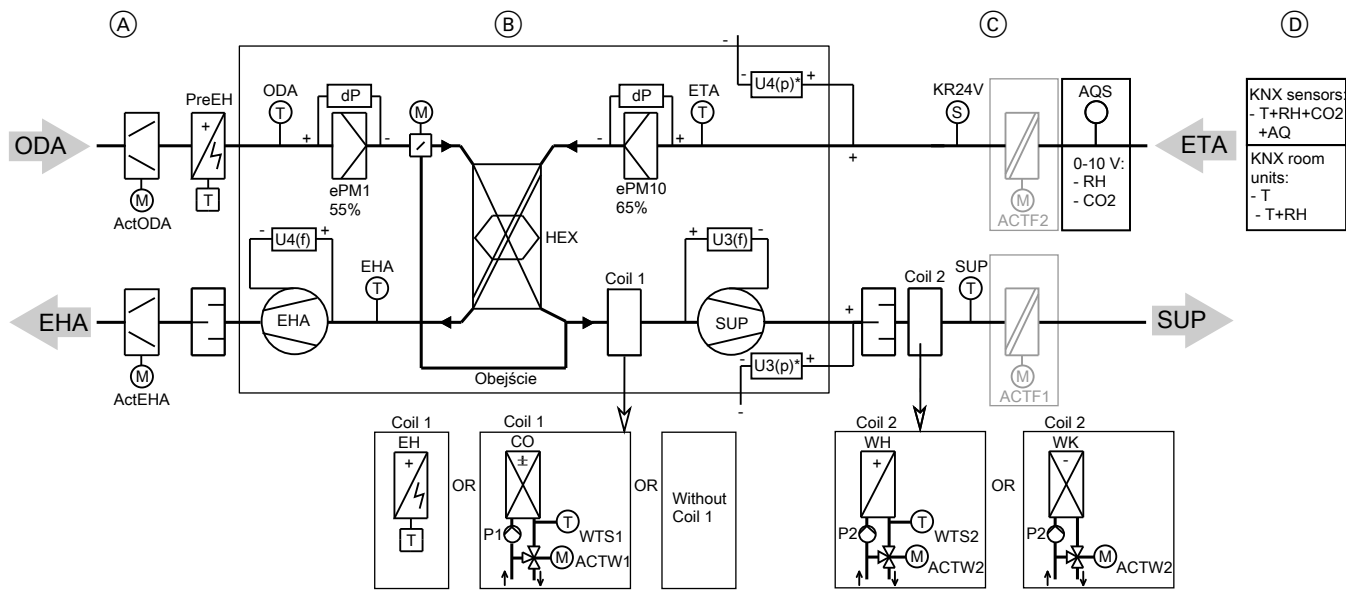 A
B
C
D
ODA
ActODA
M
PreEH
+
T
ODA
T
dP
+
-
ePM1
55%
M
HEX
dP
-
+
ePM10
65%
ETA
T
-
-
U4(p)*
+
+
KR24V
S
M
ACTF2
AQS
0-10 V:
- RH
- CO2
ETA
KNX sensors:
- T+RH+CO2
+AQ
KNX room
units:
- T
- T+RH
EHA
M
ActEHA
-
U4(f)
+
EHA
EHA
T
Obejście
Coil 1
+
U3(f)
-
SUP
+
-
U3(p)*
+
-
Coil 2
SUP
T
M
ACTF1
SUP
Coil 1
EH
+
T
OR
Coil 1
CO
±
P1
T
WTS1
M
ACTW1
OR
Without
Coil 1
Coil 2
WH
+
P2
T
WTS2
M
ACTW2
OR
Coil 2
WK
-
P2
M
ACTW2